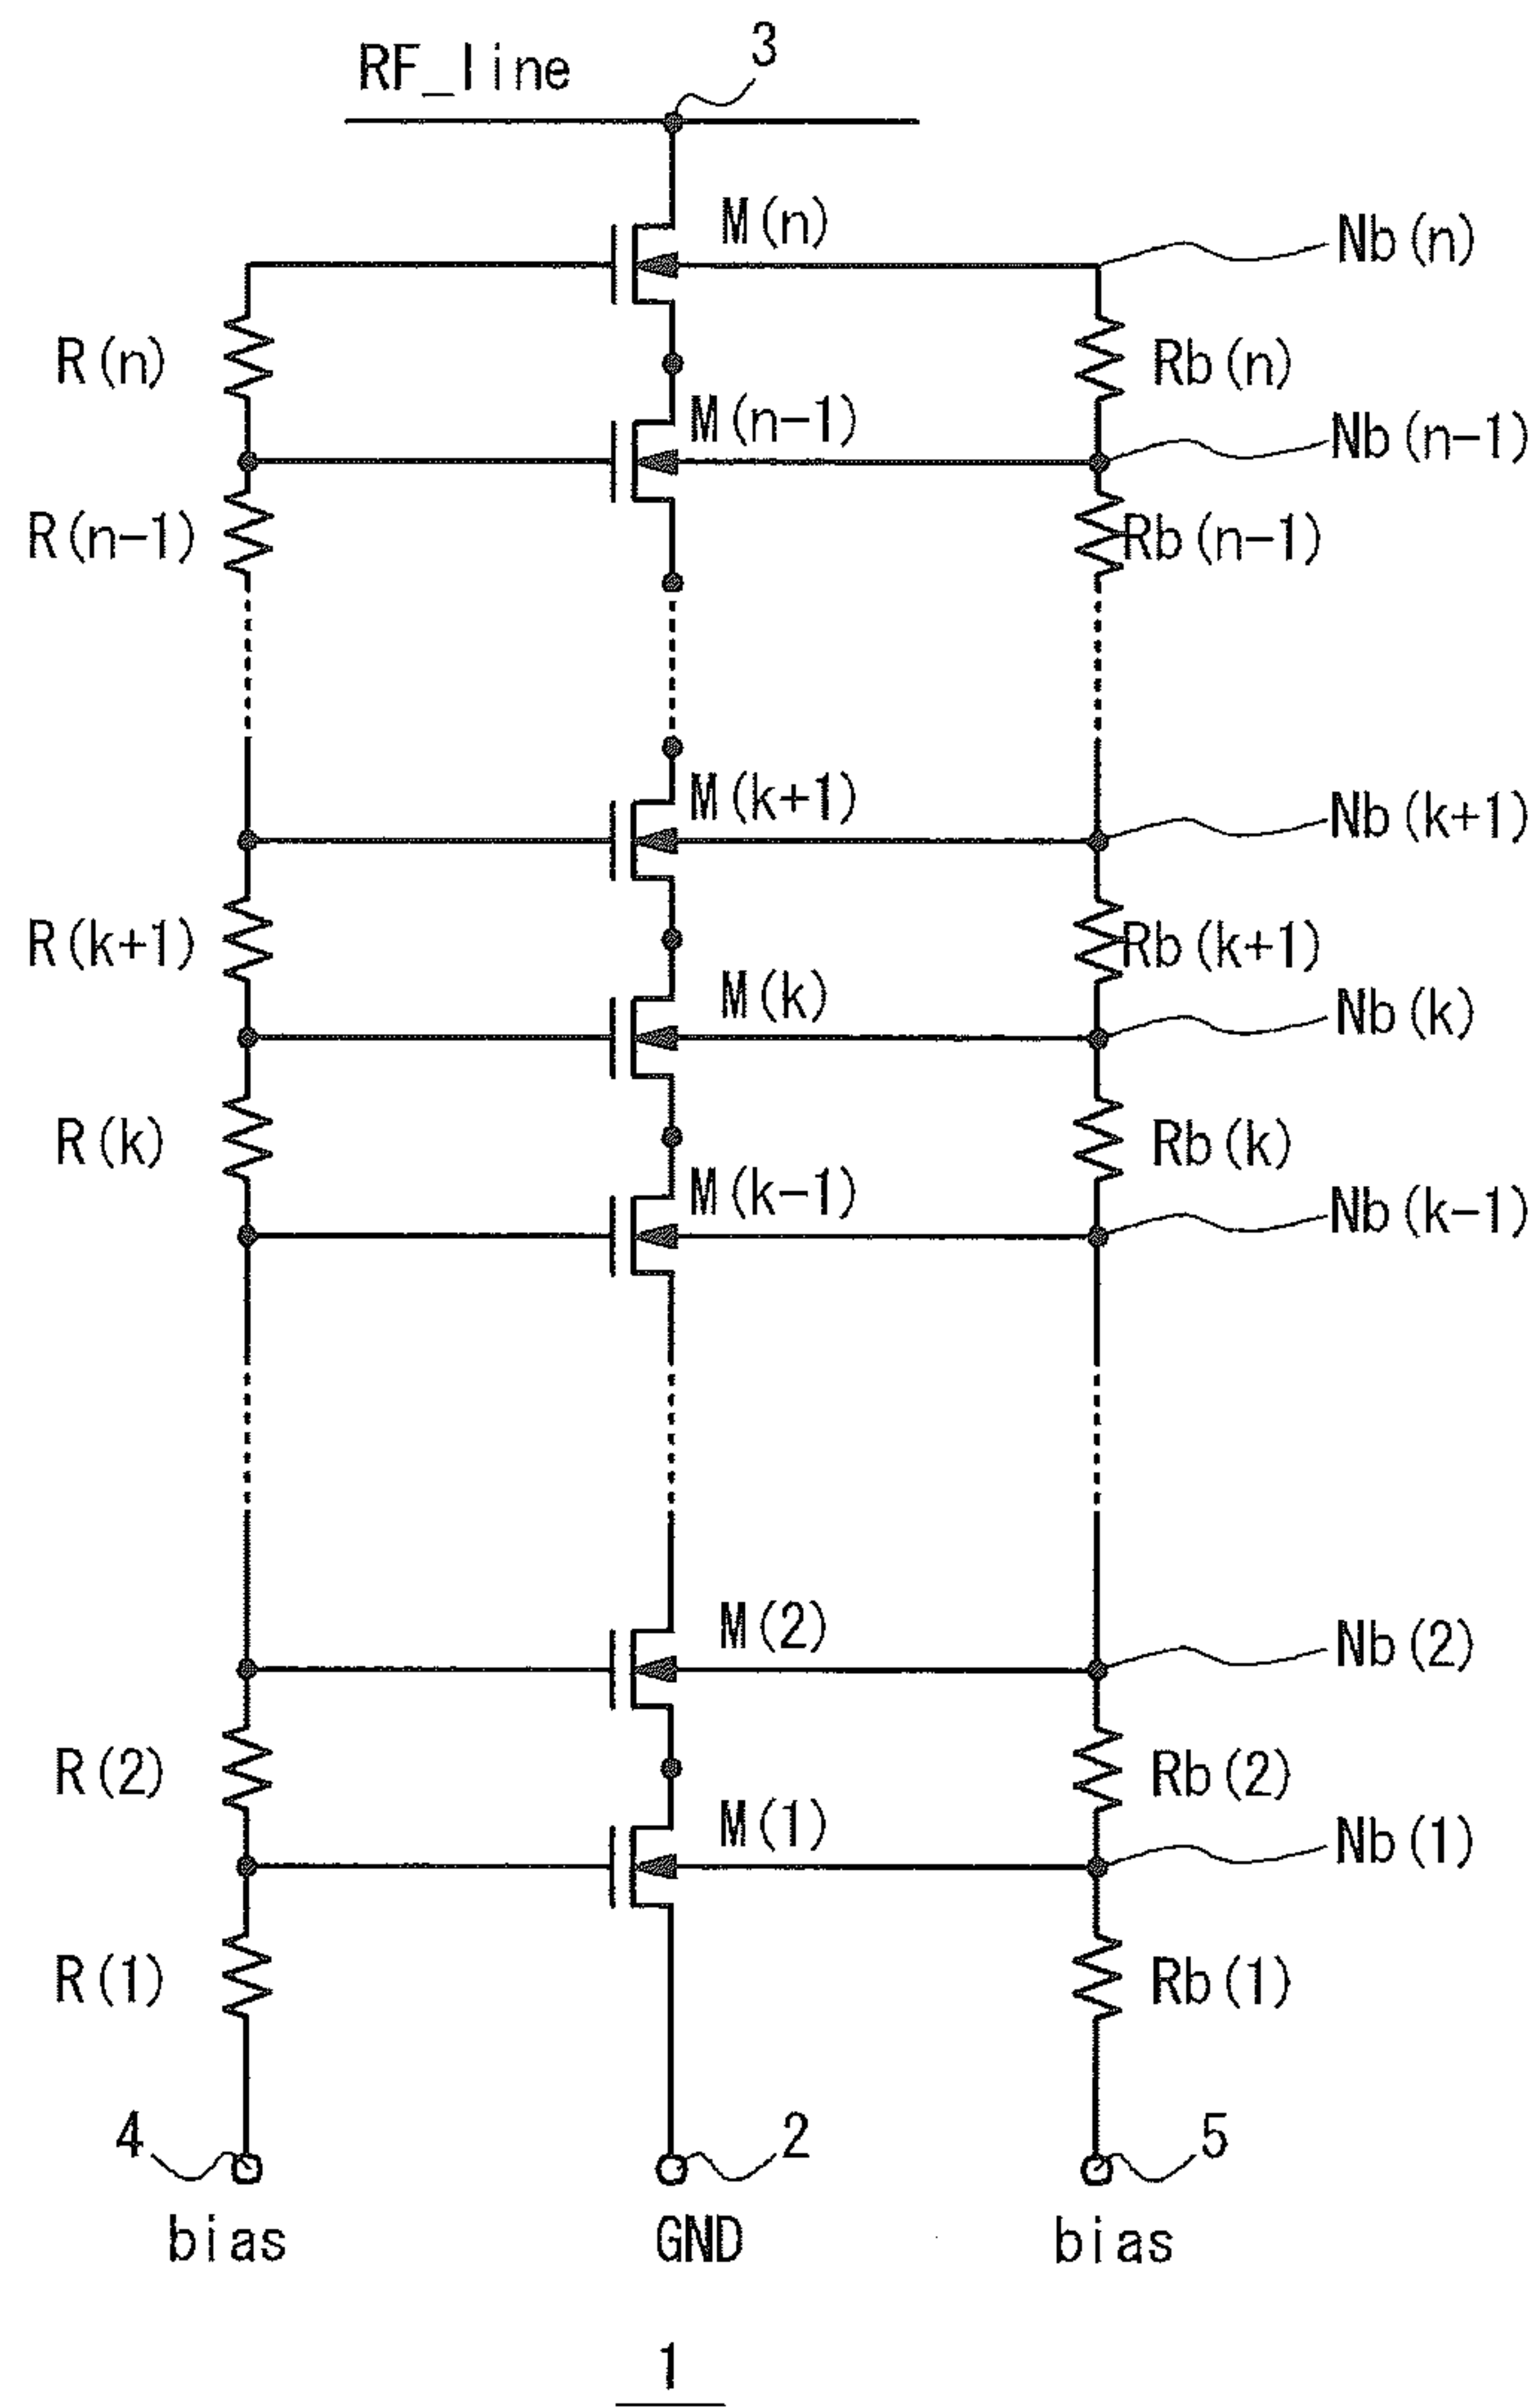 3
RF_line
M(n)
Nb(n)
R(n)
Rb(n)
M(n-1)
Nb(n-1)
R(n-1)
Rb(n-1)
M(k+1)
Nb(k+1)
R(k+1)
Rb(k+1)
M(k)
Nb(k)
R(k)
Rb(k)
M(k-1)
Nb(k-1)
M(2)
Nb(2)
R(2)
Rb(2)
M(1)
Nb(1)
R(1)
Rb(1)
4
2
5
bias
GND
bias
1